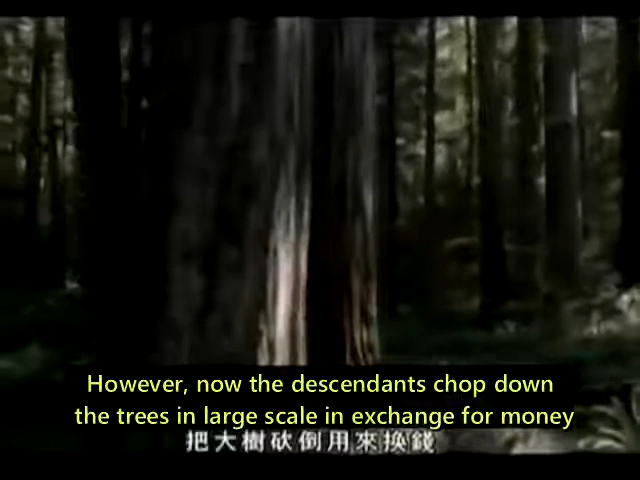 However, now the descendants chop down
the trees in large scale in exchange for money
把大樹砍倒用來換錢